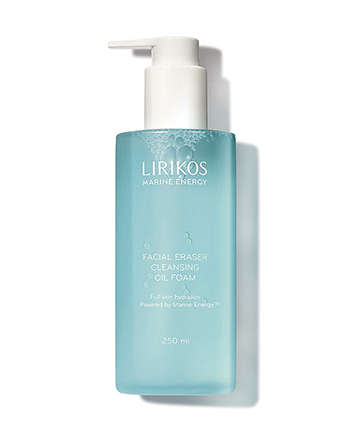 LIRIKOS
MARINE ENERGY
FACIAL ERASER
CLEANSING
OIL FOAM
Full skin hydration
Powered by Marine Energy™
250 ml